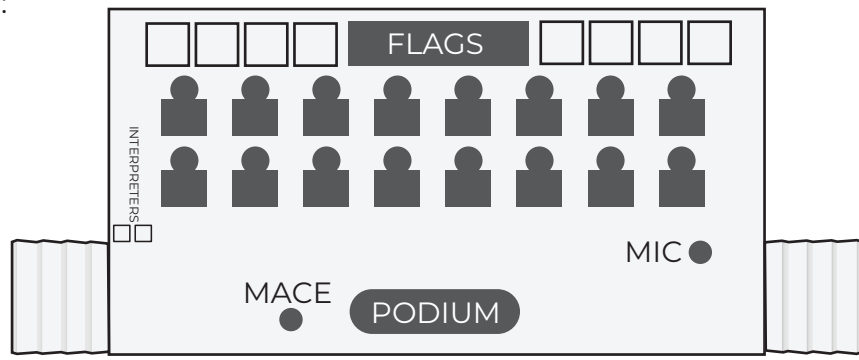 :
FLAGS
INTERPRETERS
MIC
MACE
PODIUM